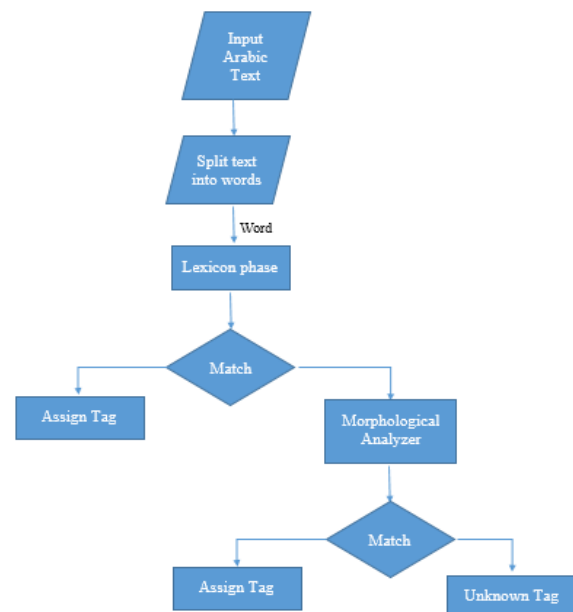 Input
Arabic
Text
Split text
into words
Word
Lexicon phase
Match
Assign Tag
Morphological
Analyzer
Match
Assign Tag
Unknown Tag